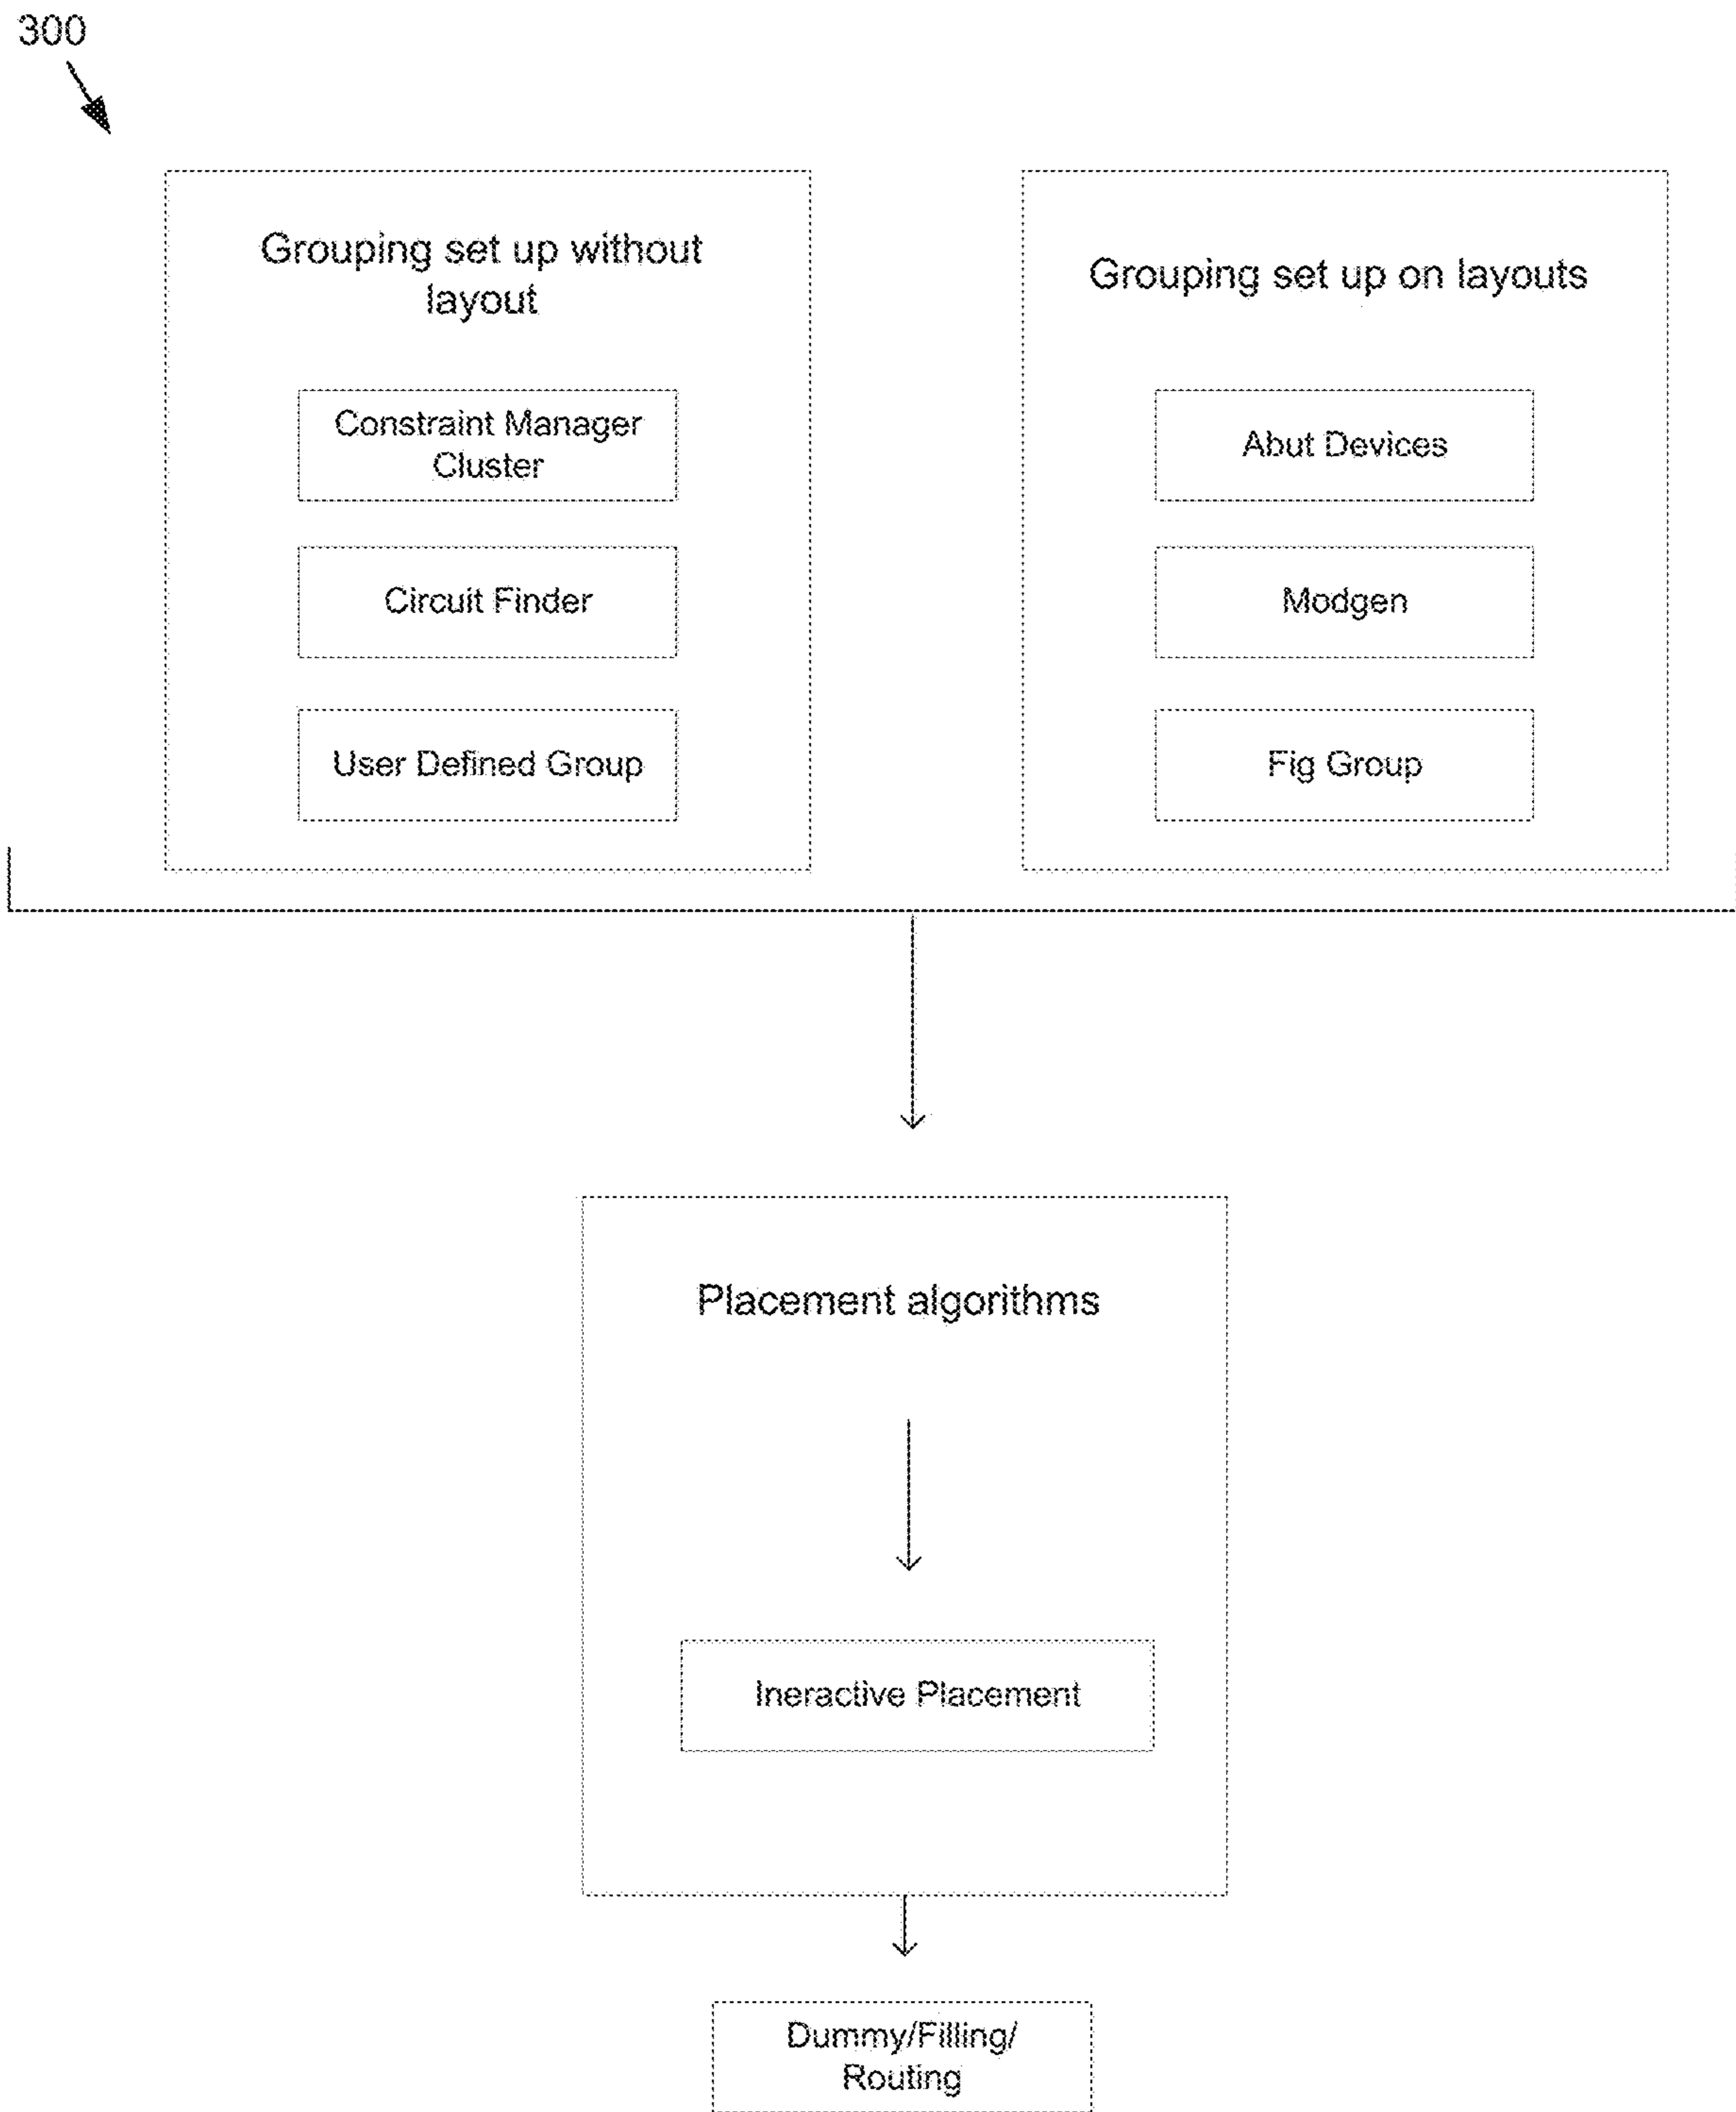 300
Grouping set up without
layout
Constraint Manager
Cluster
Circuit Finder
User Defined Group
Grouping set up on layouts
Abut Devices
Modgen
Fig Group
Placement algorithms
Ineractive Placement
Dummy/Filling/
Routing